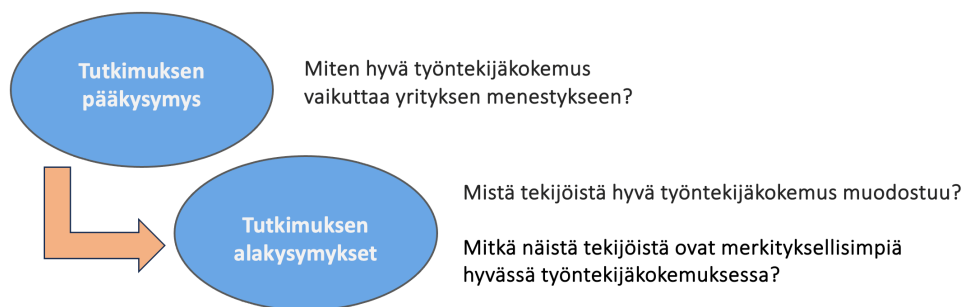 Tutkimuksen
pääkysymys
Miten hyvä työntekijäkokemus
vaikuttaa yrityksen menestykseen?
Tutkimuksen
alakysymykset
Mistä tekijöistä hyvä työntekijäkokemus muodostuu?
Mitkä näistä tekijöistä ovat merkityksellisimpiä
hyvässä työntekijäkokemuksessa?